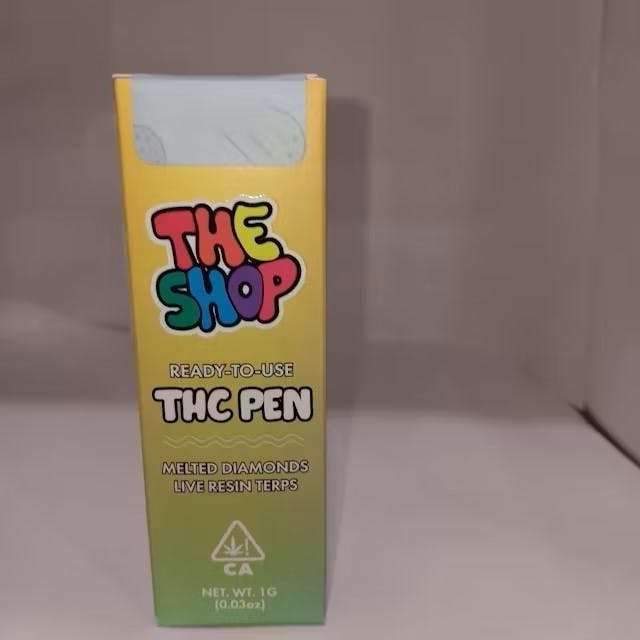 THE
SHOP
READY-TO-USE
THC PEN
MELTED DIAMONDS
LIVE RESIN TERPS
CA
NET. WT. 1G
(0.03oz)